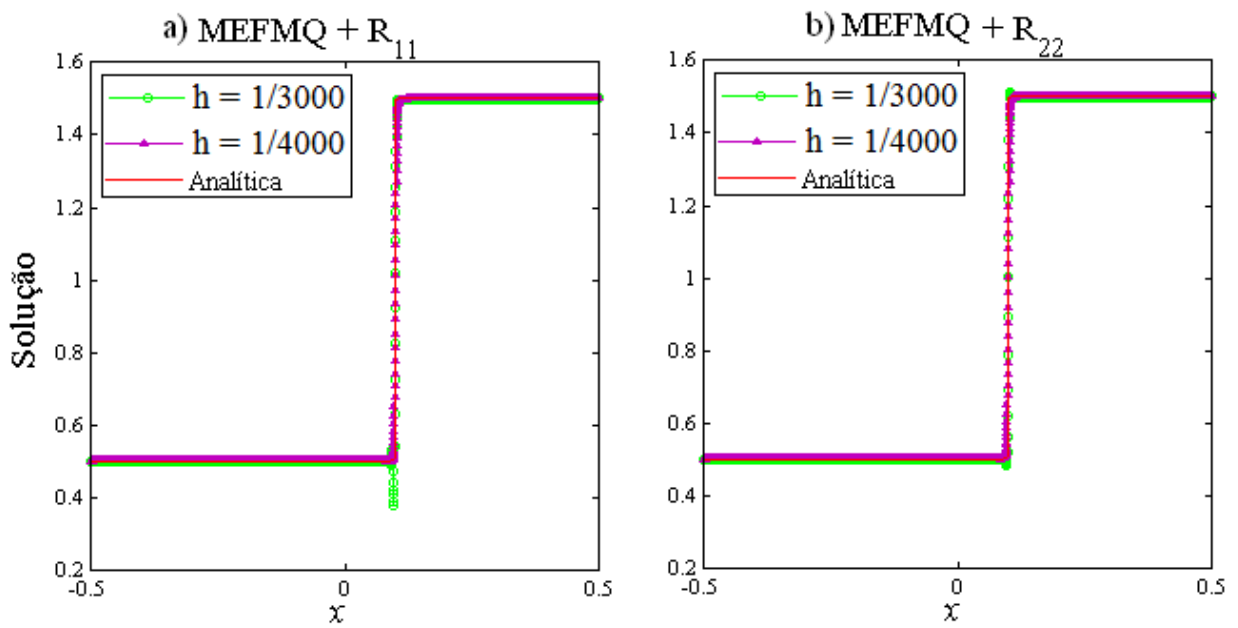 a) MEFMQ + R11
1.6
1.4
1.2
1
0.8
0.6
0.4
0.2
-0.5
0
0.5
h = 1/3000
h = 1/4000
Analítica
Solução
x
b) MEFMQ + R22
1.6
1.4
1.2
1
0.8
0.6
0.4
0.2
-0.5
0
0.5
h = 1/3000
h = 1/4000
Analítica
x